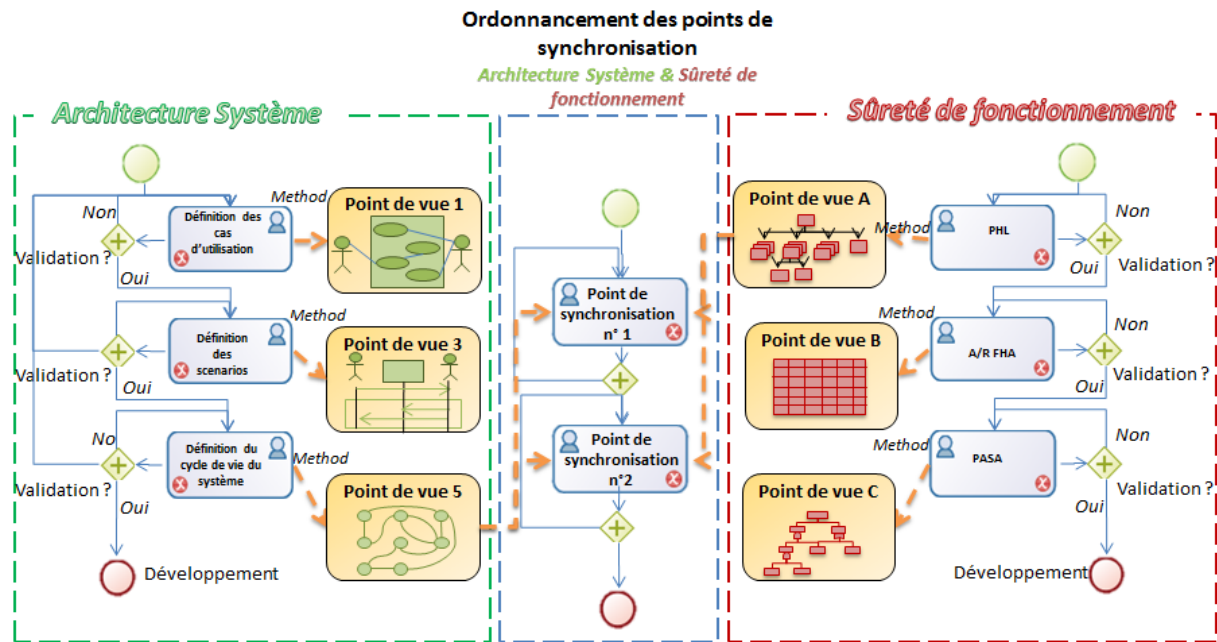 Ordonnancement des points de
synchronisation
Architecture Système & Sûreté de
fonctionnement
Architecture Système
Non
Définition des
cas
d'utilisation
Method
Point de vue 1
Validation ?
Oui
Définition
des
scenarios
Method
Point de vue 3
Validation ?
Oui
No
Définition du
cycle de vie du
système
Method
Point de vue 5
Validation ?
Oui
Développement
Point de
synchronisation
n° 1
Point de
synchronisation
n°2
Sûreté de fonctionnement
Point de vue A
Method
PHL
Non
Oui
Validation ?
Point de vue B
Method
A/R FHA
Non
Oui
Validation ?
Point de vue C
Method
PASA
Non
Oui
Validation ?
Développement